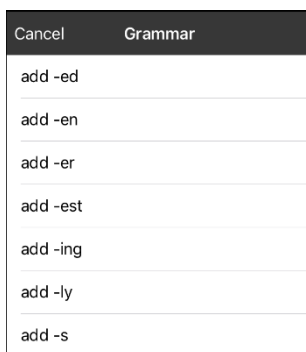 Cancel Grammar
add -ed
add -en
add -er
add -est
add -ing
add -ly
add -s